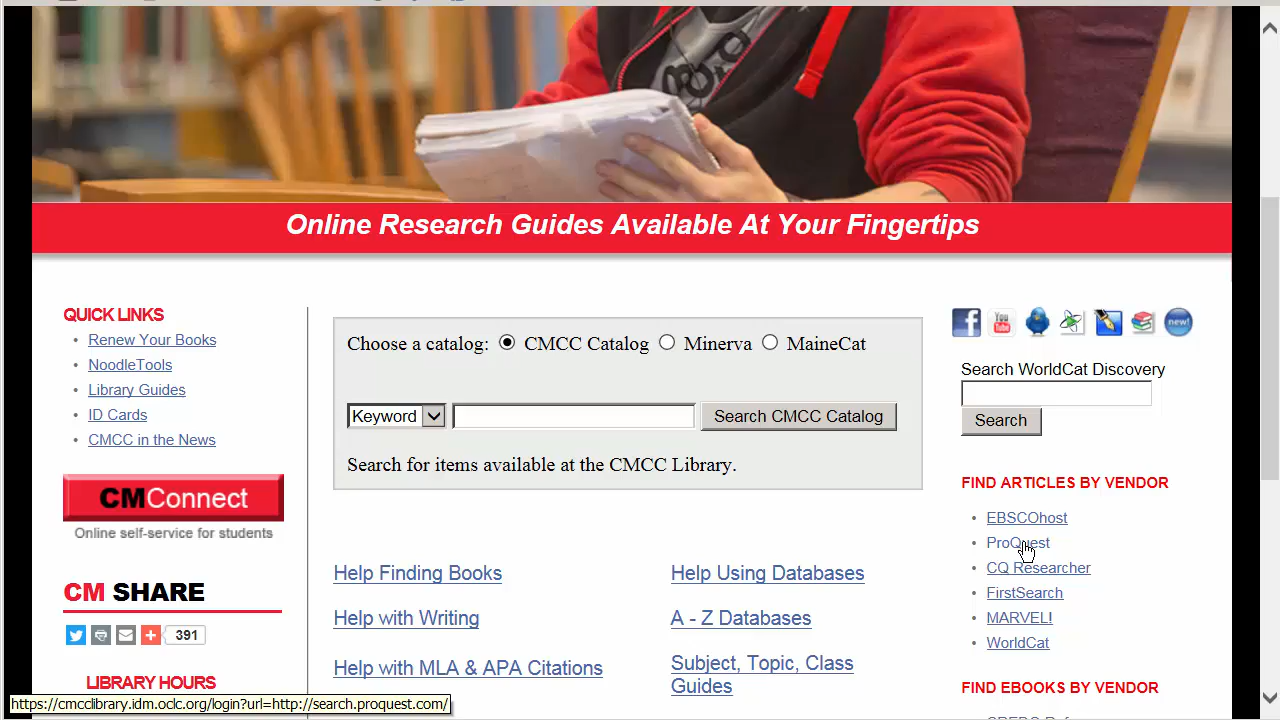 Online Research Guides Available At Your Fingertips
QUICK LINKS
Renew Your Books
NoodleTools
Library Guides
ID Cards
CMCC in the News
CMConnect
Online self-service for students
CM SHARE
391
LIBRARY HOURS
https://cmcclibrary.idm.oclc.org/login?url=http://search.proquest.com/
Choose a catalog: CMCC Catalog Minerva MaineCat
Keyword Search CMCC Catalog
Search for items available at the CMCC Library.
Help Finding Books
Help with Writing
Help with MLA & APA Citations
Help Using Databases
A - Z Databases
Subject, Topic, Class
Guides
You
Tube
new!
Search WorldCat Discovery
Search
FIND ARTICLES BY VENDOR
EBSCOhost
ProQuest
CQ Researcher
FirstSearch
MARVEL!
WorldCat
FIND EBOOKS BY VENDOR